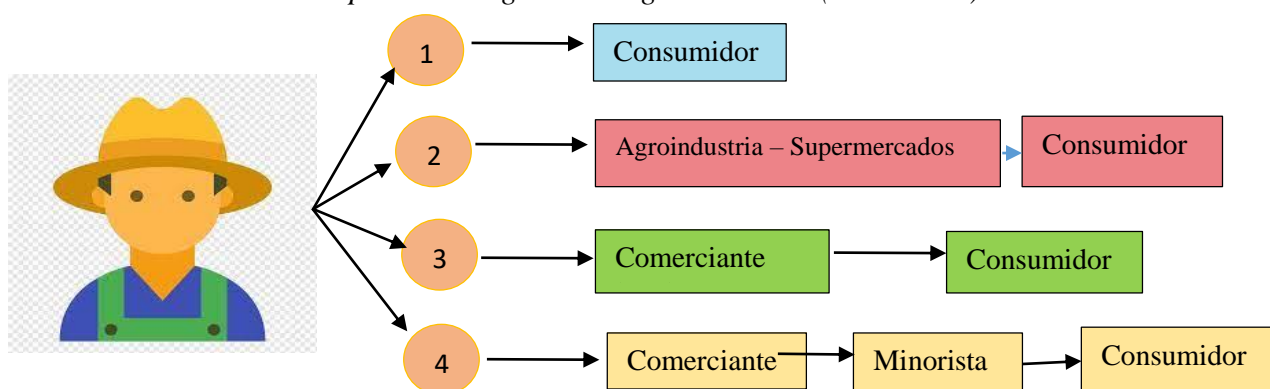 1
Consumidor
2
Agroindustria – Supermercados
Consumidor
3
Comerciante
Consumidor
4
Comerciante
Minorista
Consumidor